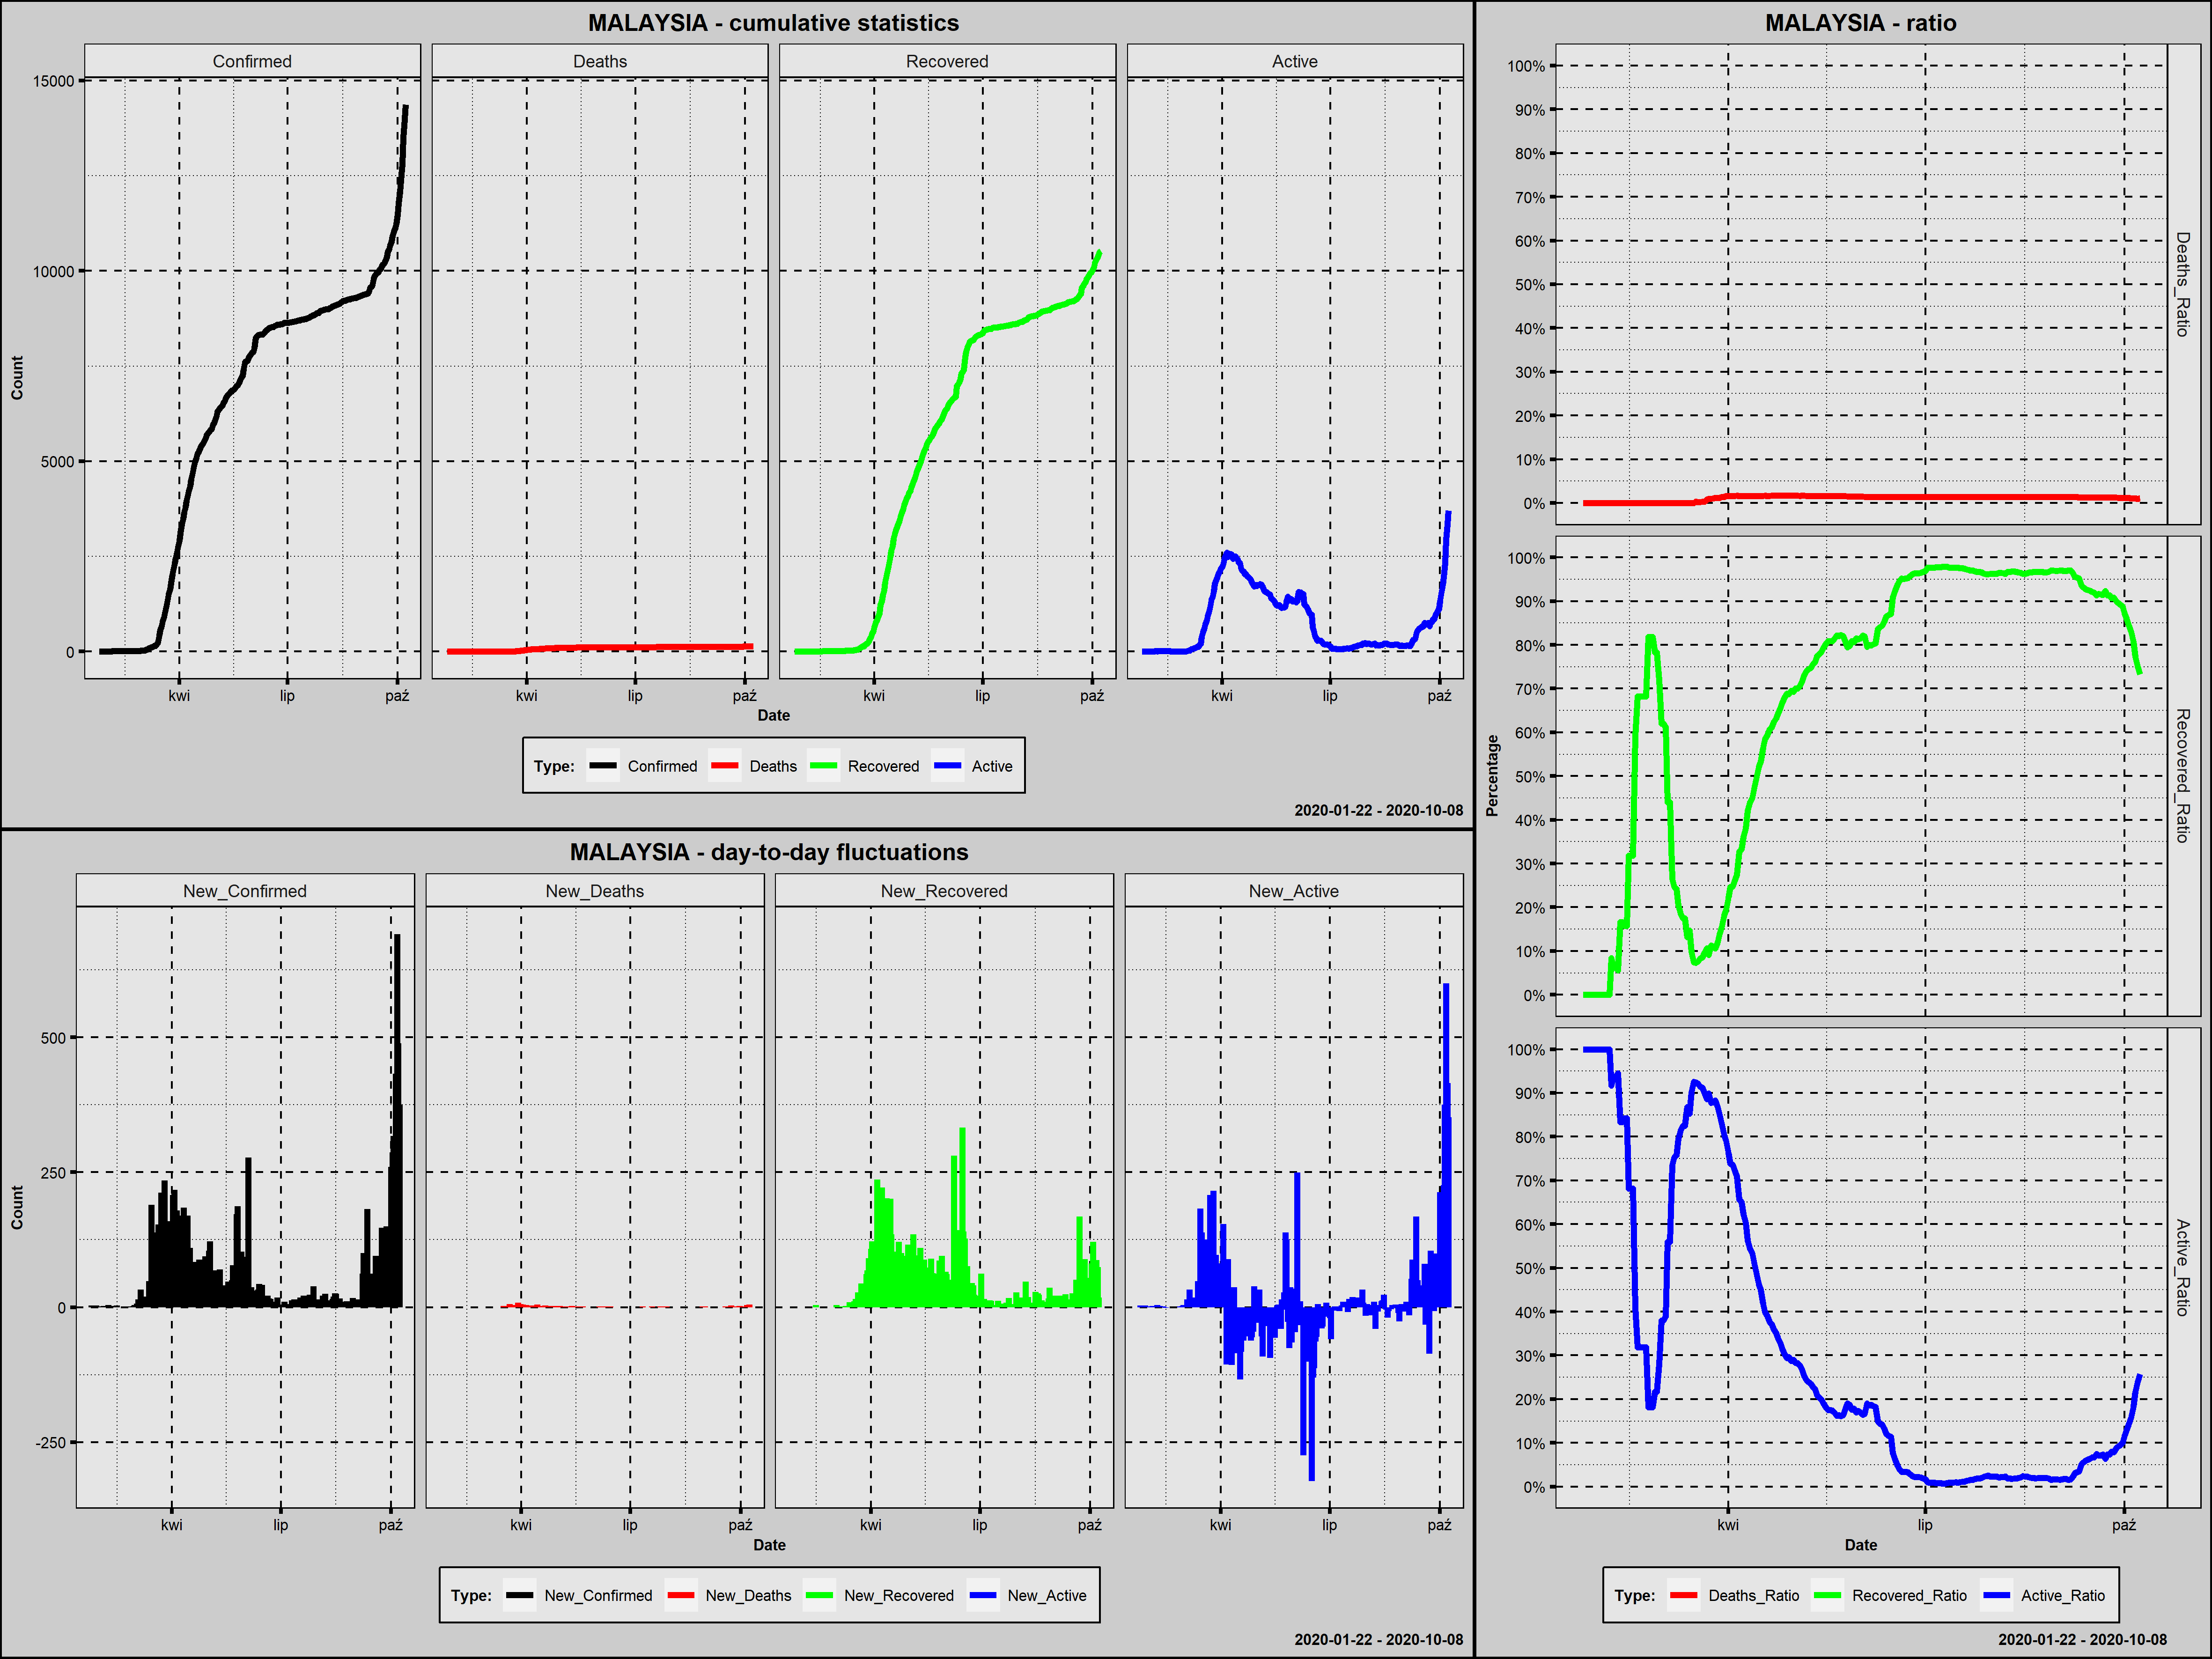 MALAYSIA - cumulative statistics
Confirmed Deaths Recovered Active
15000
10000
5000
0
Count
kwi lip paź kwi lip paź kwi lip paź kwi lip paź
Date
Type: Confirmed Deaths Recovered Active
2020-01-22 - 2020-10-08
MALAYSIA - day-to-day fluctuations
New_Confirmed New_Deaths New_Recovered New_Active
500
250
0
-250
Count
kwi lip paź kwi lip paź kwi lip paź kwi lip paź
Date
Type: New_Confirmed New_Deaths New_Recovered New_Active
2020-01-22 - 2020-10-08
MALAYSIA - ratio
100%
90%
80%
70%
60%
50%
40%
30%
20%
10%
0%
Deaths_Ratio
100%
90%
80%
70%
60%
50%
40%
30%
20%
10%
0%
Recovered_Ratio
Percentage
100%
90%
80%
70%
60%
50%
40%
30%
20%
10%
0%
Active_Ratio
kwi lip paź
Date
Type: Deaths_Ratio Recovered_Ratio Active_Ratio
2020-01-22 - 2020-10-08